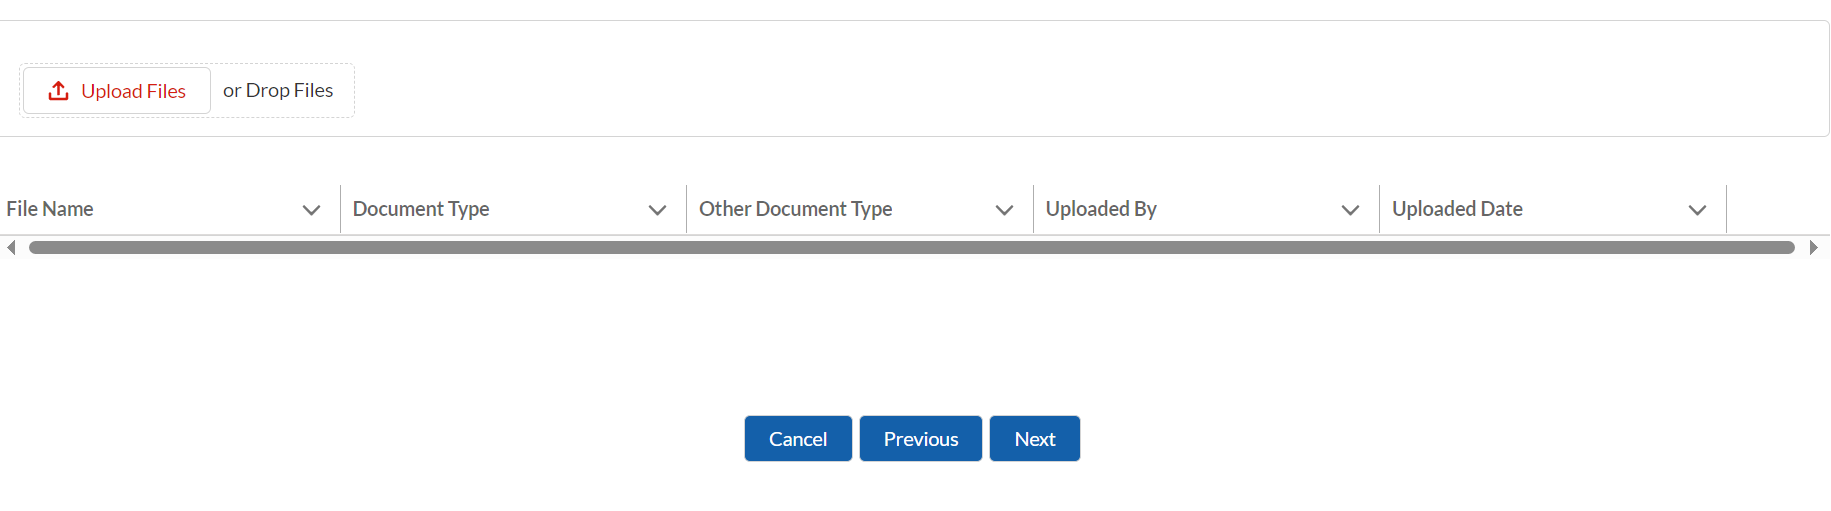 Upload Files or Drop Files
File Name Document Type Other Document Type Uploaded By Uploaded Date
Cancel Previous Next